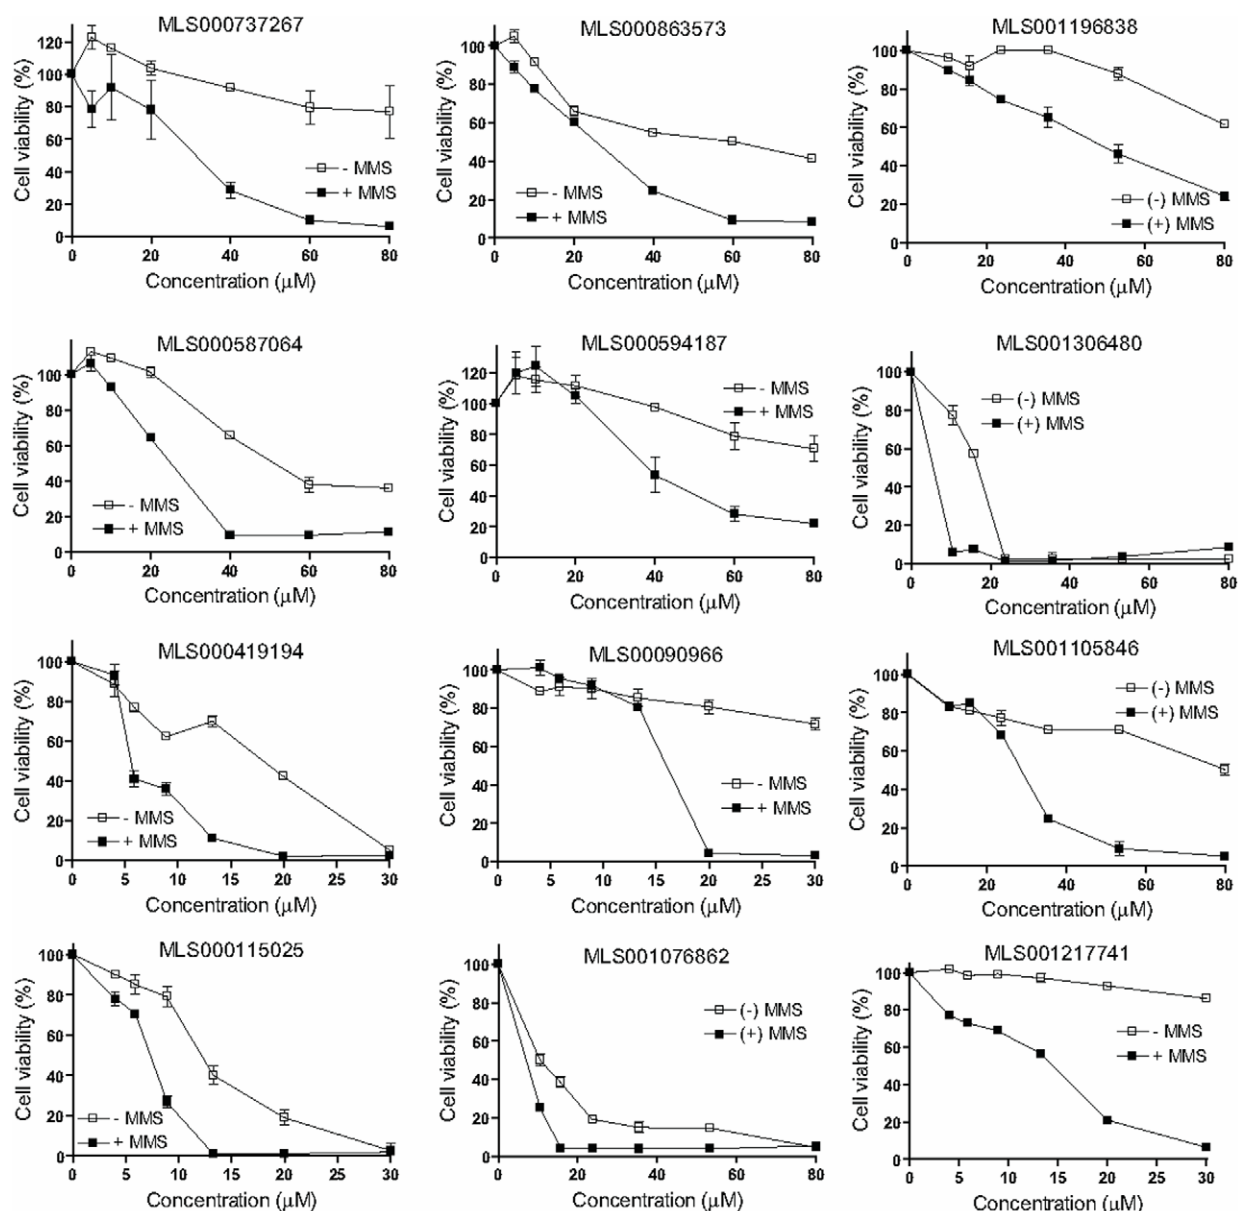 MLS000737267
Cell viability (%)
120
100
80
60
40
20
0
- MMS
+ MMS
0 20 40 60 80
Concentration (µM)
MLS000863573
Cell viability (%)
100
80
60
40
20
0
- MMS
+ MMS
0 20 40 60 80
Concentration (µM)
MLS001196838
Cell viability (%)
100
80
60
40
20
0
(-) MMS
(+) MMS
0 20 40 60 80
Concentration (µM)
MLS000587064
Cell viability (%)
100
80
60
40
20
0
- MMS
+ MMS
0 20 40 60 80
Concentration (µM)
MLS000594187
Cell viability (%)
120
100
80
60
40
20
0
- MMS
+ MMS
0 20 40 60 80
Concentration (µM)
MLS001306480
Cell viability (%)
100
80
60
40
20
0
(-) MMS
(+) MMS
0 20 40 60 80
Concentration (µM)
MLS000419194
Cell viability (%)
100
80
60
40
20
0
- MMS
+ MMS
0 5 10 15 20 25 30
Concentration (µM)
MLS00090966
Cell viability (%)
100
80
60
40
20
0
- MMS
+ MMS
0 5 10 15 20 25 30
Concentration (µM)
MLS001105846
Cell viability (%)
100
80
60
40
20
0
(-) MMS
(+) MMS
0 20 40 60 80
Concentration (µM)
MLS000115025
Cell viability (%)
100
80
60
40
20
0
- MMS
+ MMS
0 5 10 15 20 25 30
Concentration (µM)
MLS001076862
Cell viability (%)
100
80
60
40
20
0
(-) MMS
(+) MMS
0 20 40 60 80
Concentration (µM)
MLS001217741
Cell viability (%)
100
80
60
40
20
0
- MMS
+ MMS
0 5 10 15 20 25 30
Concentration (µM)